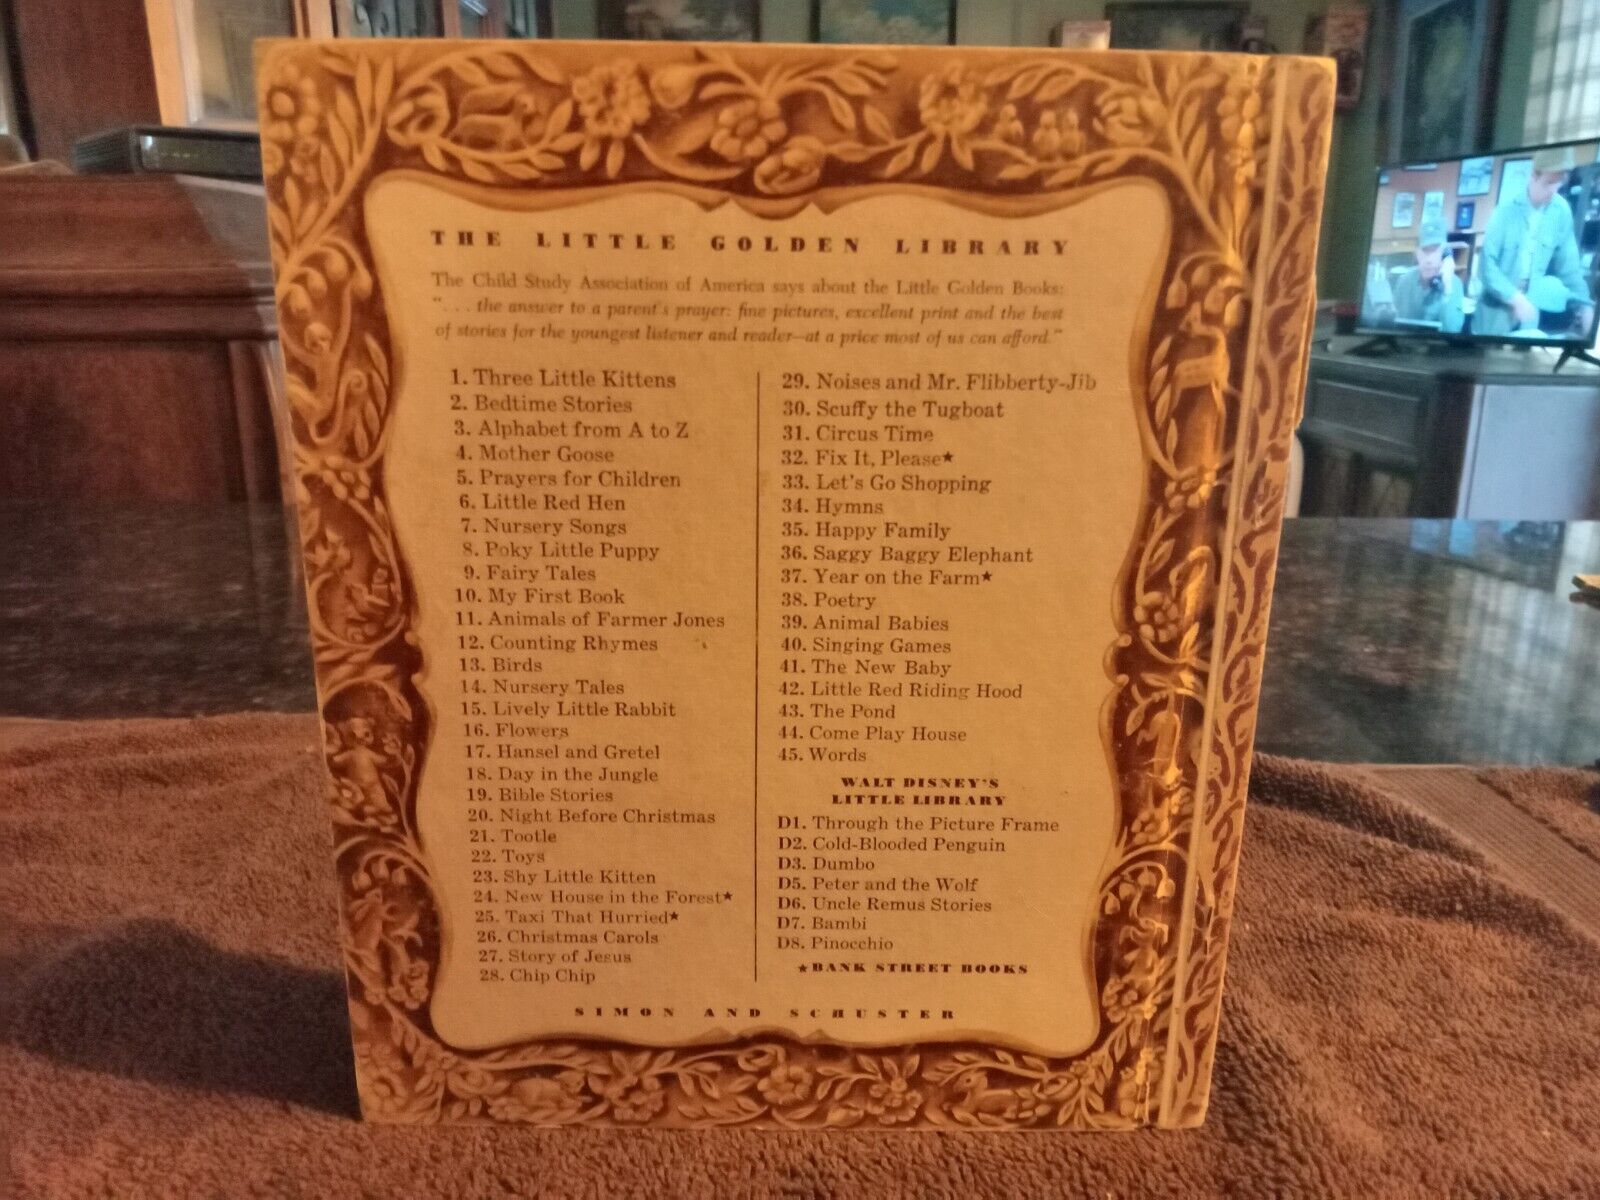 THE LITTLE GOLDEN LIBRARY
The Child Study Association of America says about the Little Golden Books:
". . . the answer to a parent's prayer: fine pictures, excellent print and the best
of stories for the youngest listener and reader—at a price most of us can afford."
1. Three Little Kittens
2. Bedtime Stories
3. Alphabet from A to Z
4. Mother Goose
5. Prayers for Children
6. Little Red Hen
7. Nursery Songs
8. Poky Little Puppy
9. Fairy Tales
10. My First Book
11. Animals of Farmer Jones
12. Counting Rhymes
13. Birds
14. Nursery Tales
15. Lively Little Rabbit
16. Flowers
17. Hansel and Gretel
18. Day in the Jungle
19. Bible Stories
20. Night Before Christmas
21. Tootle
22. Toys
23. Shy Little Kitten
24. New House in the Forest★
25. Taxi That Hurried★
26. Christmas Carols
27. Story of Jesus
28. Chip Chip
29. Noises and Mr. Flibberty-Jib
30. Scuffy the Tugboat
31. Circus Time
32. Fix It, Please★
33. Let's Go Shopping
34. Hymns
35. Happy Family
36. Saggy Baggy Elephant
37. Year on the Farm★
38. Poetry
39. Animal Babies
40. Singing Games
41. The New Baby
42. Little Red Riding Hood
43. The Pond
44. Come Play House
45. Words
WALT DISNEY'S
LITTLE LIBRARY
D1. Through the Picture Frame
D2. Cold-Blooded Penguin
D3. Dumbo
D5. Peter and the Wolf
D6. Uncle Remus Stories
D7. Bambi
D8. Pinocchio
★BANK STREET BOOKS
SIMON AND SCHUSTER